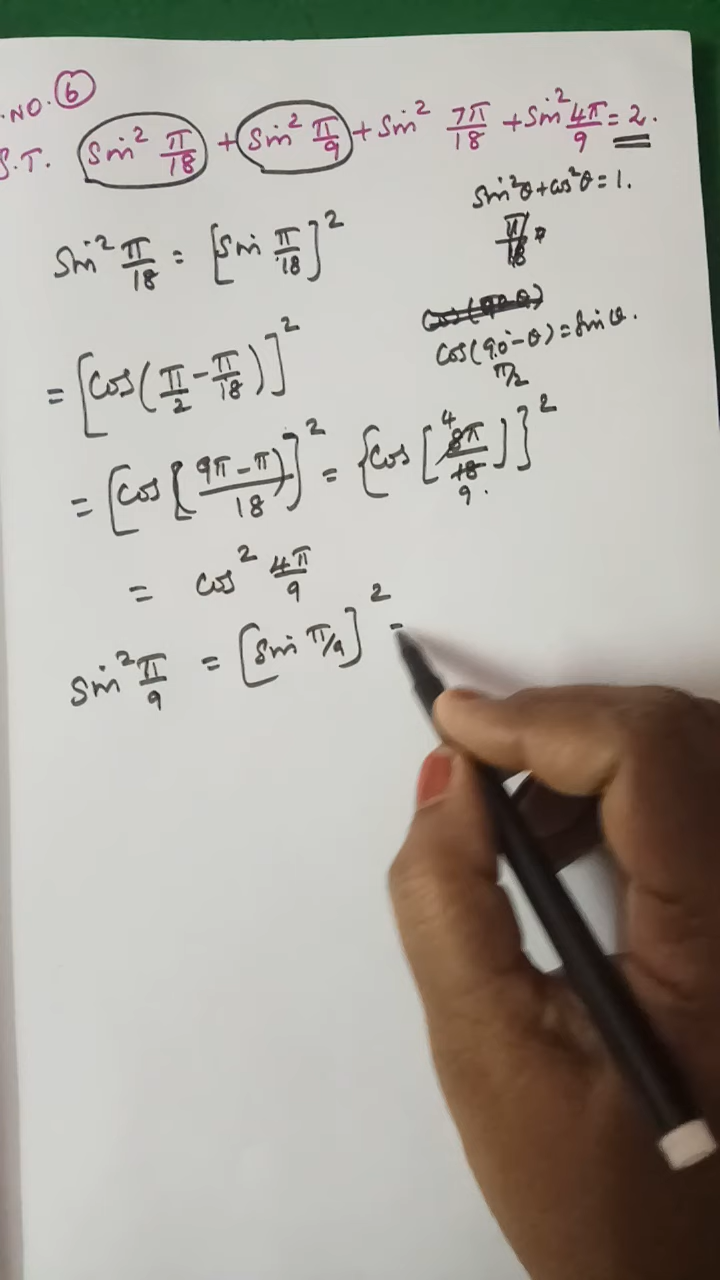 .NO. 6
S.T. Sin² π/18 + Sin² π/9 + Sin² 7π/18 + Sin² 4π/9 = 2.
Sin²θ + cos²θ = 1.
π/18
Sin² π/18 = [Sin π/18]²
cos(90° - θ) = Sin θ.
π/2
= [Cos(π/2 - π/18)]²
= [Cos[(9π - π)/18]]² = {Cos[8π/18]}²
4
9.
= cos² 4π/9
Sin² π/9 = [Sin π/9]² =